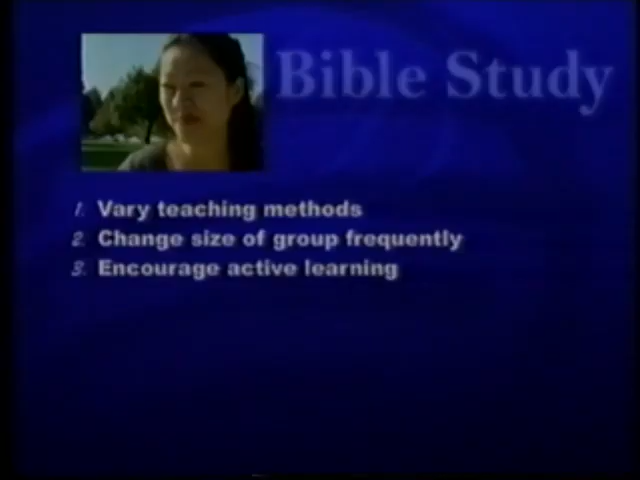 Bible Study
1. Vary teaching methods
2. Change size of group frequently
3. Encourage active learning